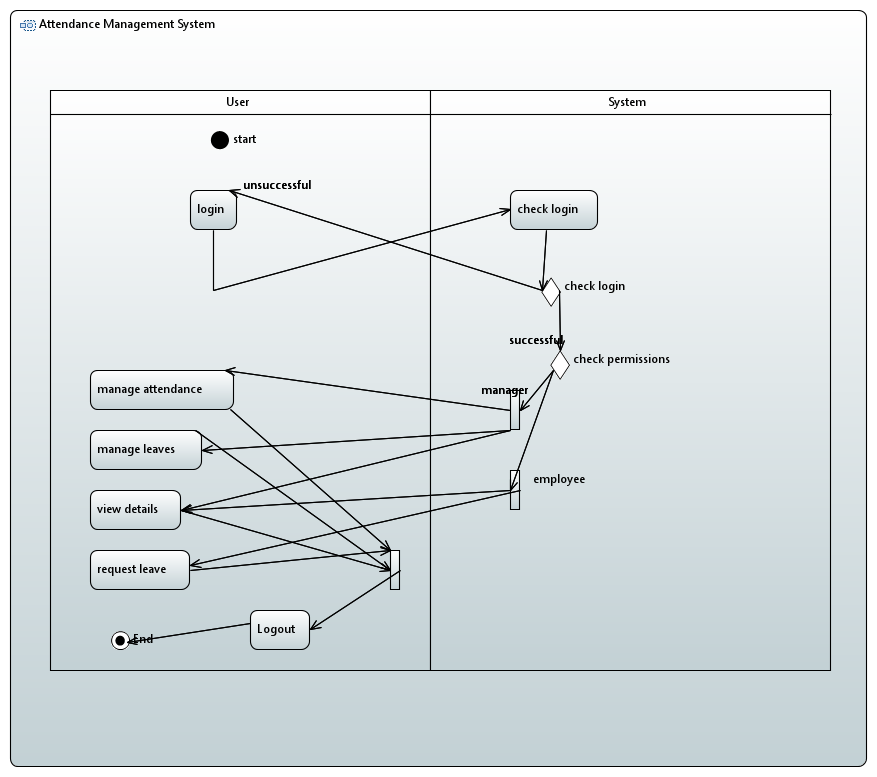 Attendance Management System
User
System
start
unsuccessful
login
check login
check login
successful
check permissions
manage attendance
manager
manage leaves
employee
view details
request leave
Logout
End